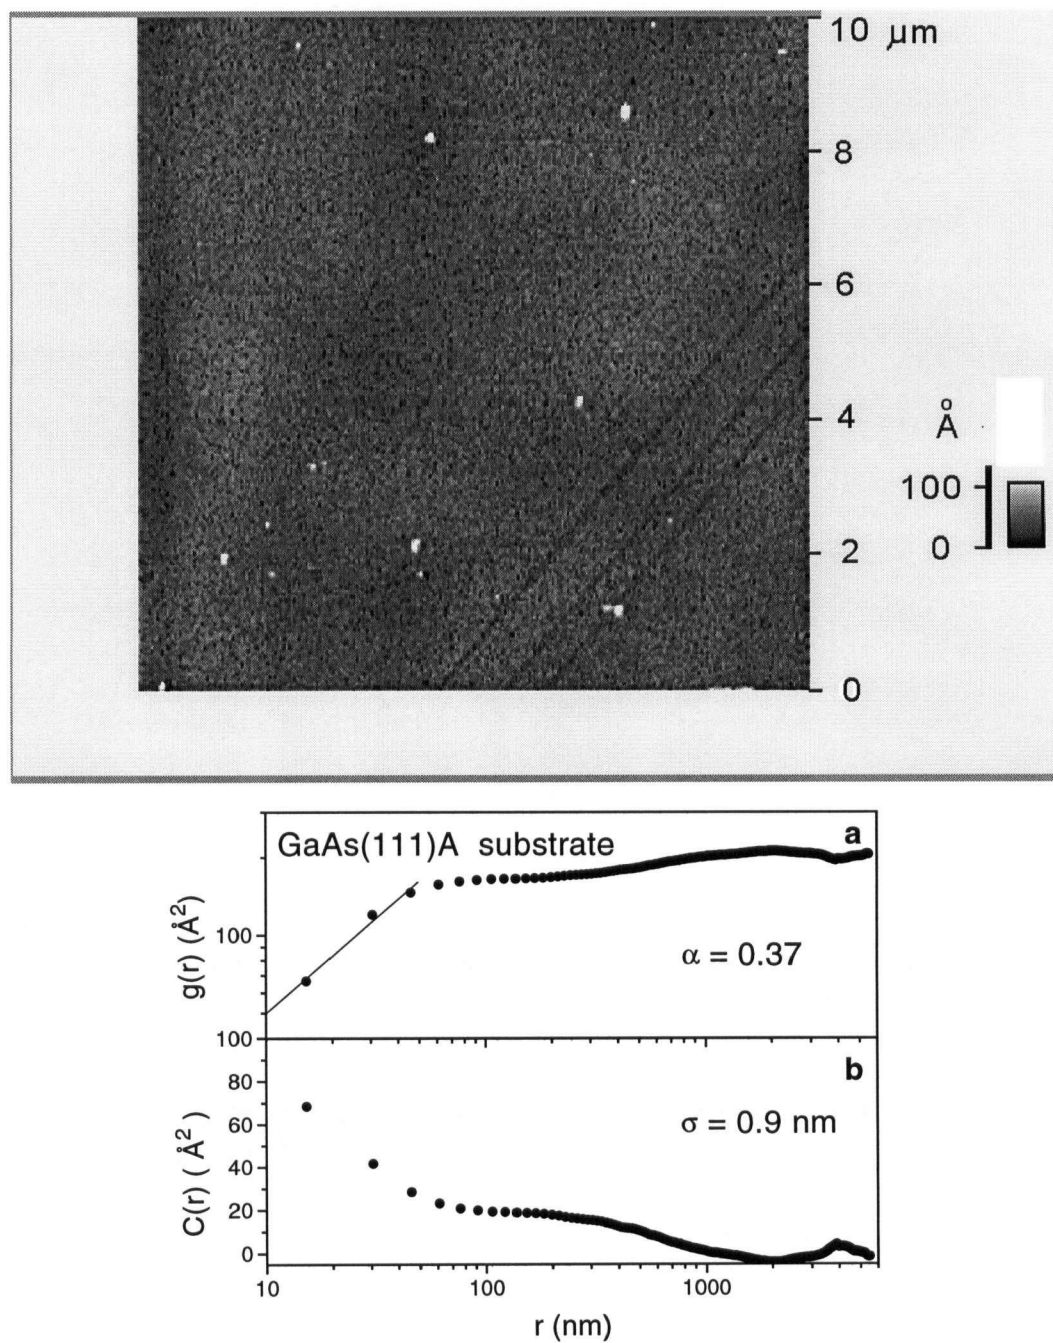 10 μm
8
6
4
Å
100
2
0
0
GaAs(111)A substrate
a
g(r) (Å²)
100
α = 0.37
100
b
80
60
σ = 0.9 nm
C(r) ( Å² )
40
20
0
10
100
1000
r (nm)